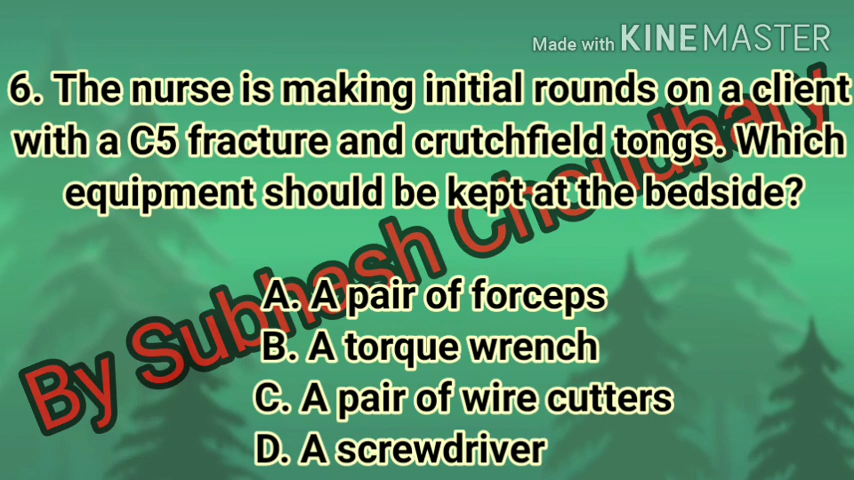 Made with KINEMASTER
6. The nurse is making initial rounds on a client
with a C5 fracture and crutchfield tongs. Which
equipment should be kept at the bedside?
A. A pair of forceps
B. A torque wrench
C. A pair of wire cutters
D. A screwdriver
By Subhash Choudhary